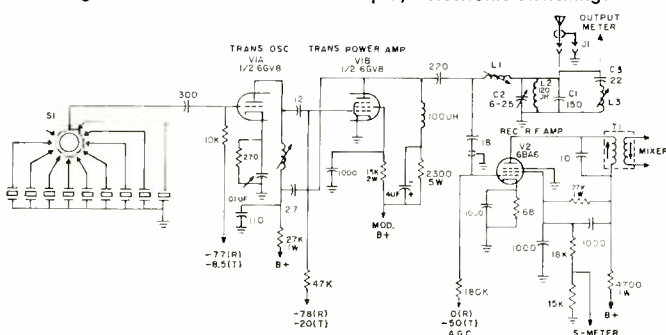 OUTPUT
METER
J1
TRANS OSC
V1A
1/2 6GV8
TRANS POWER AMP
V1B
1/2 6GV8
270
L1
C3
22
S1
300
12
C2
6-25
L2
120
UH
C1
150
L3
100UH
REC R F AMP
V2
6BA6
T1
MIXER
10K
270
18
10
1000
15K
2W
4UF
+
2300
5W
27K
1W
.01UF
110
27
MOD.
B+
1000
68
-77(R)
-8.5(T)
27K
1W
B+
1000
18K
1000
47K
180K
15K
4700
1W
-78(R)
-20(T)
0(R)
-50(T)
A.G.C.
S-METER
B+